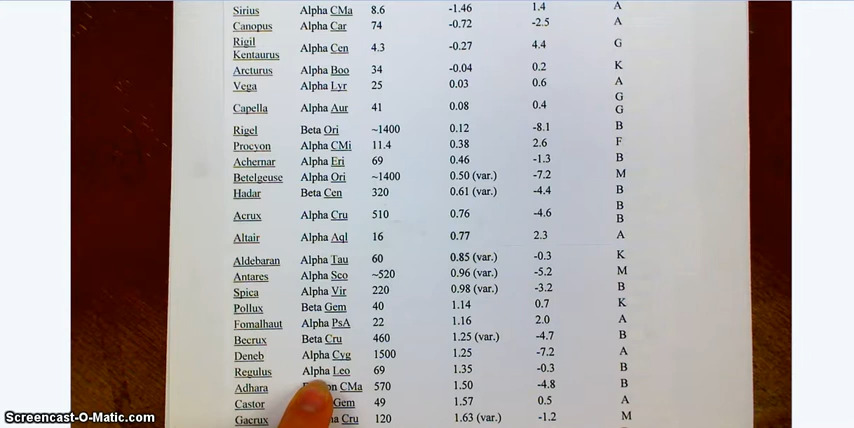 Sirius Alpha CMa 8.6 -1.46 1.4 A
Canopus Alpha Car 74 -0.72 -2.5 A
Rigil
Kentaurus Alpha Cen 4.3 -0.27 4.4 G
Arcturus Alpha Boo 34 -0.04 0.2 K
Vega Alpha Lyr 25 0.03 0.6 A
Capella Alpha Aur 41 0.08 0.4 G
G
Rigel Beta Ori ~1400 0.12 -8.1 B
Procyon Alpha CMi 11.4 0.38 2.6 F
Achernar Alpha Eri 69 0.46 -1.3 B
Betelgeuse Alpha Ori ~1400 0.50 (var.) -7.2 M
Hadar Beta Cen 320 0.61 (var.) -4.4 B
Acrux Alpha Cru 510 0.76 -4.6 B
B
Altair Alpha Aql 16 0.77 2.3 A
Aldebaran Alpha Tau 60 0.85 (var.) -0.3 K
Antares Alpha Sco ~520 0.96 (var.) -5.2 M
Spica Alpha Vir 220 0.98 (var.) -3.2 B
Pollux Beta Gem 40 1.14 0.7 K
Fomalhaut Alpha PsA 22 1.16 2.0 A
Becrux Beta Cru 460 1.25 (var.) -4.7 B
Deneb Alpha Cyg 1500 1.25 -7.2 A
Regulus Alpha Leo 69 1.35 -0.3 B
Adhara CMa 570 1.50 -4.8 B
Castor Gem 49 1.57 0.5 A
Gacrux Cru 120 1.63 (var.) -1.2 M
Screencast-O-Matic.com